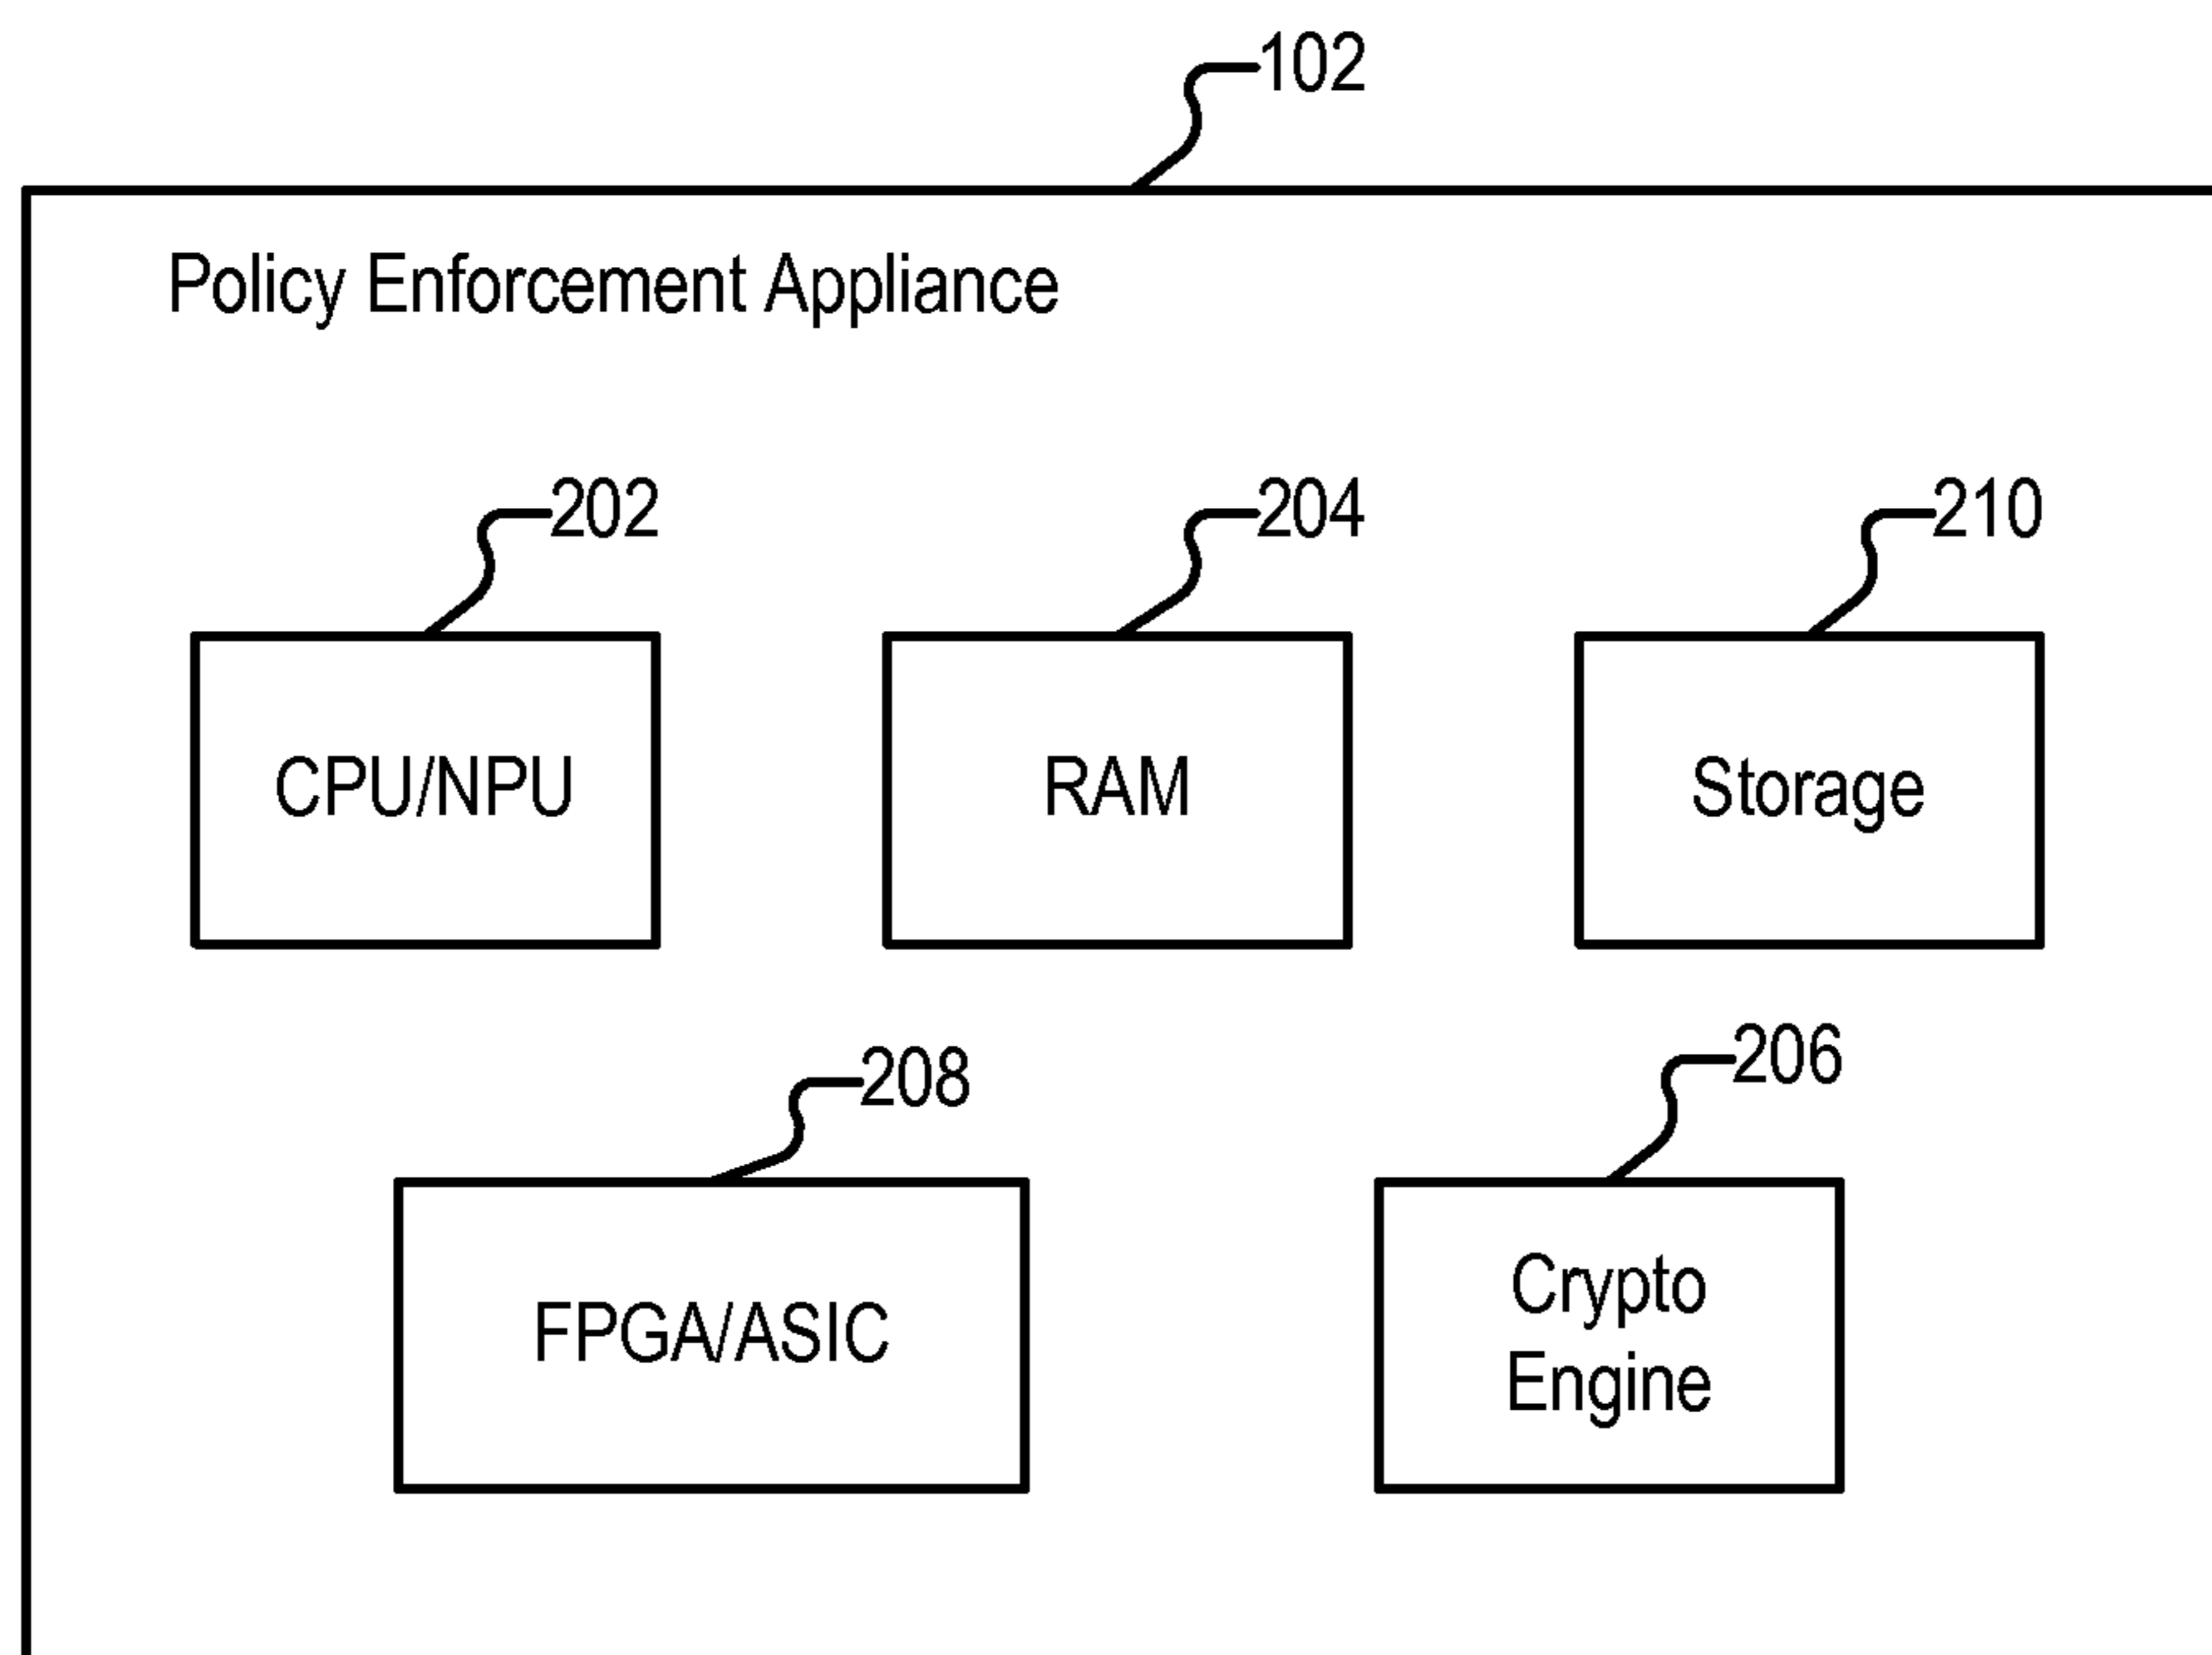 102
Policy Enforcement Appliance
202
204
210
CPU/NPU
RAM
Storage
208
206
FPGA/ASIC
Crypto
Engine